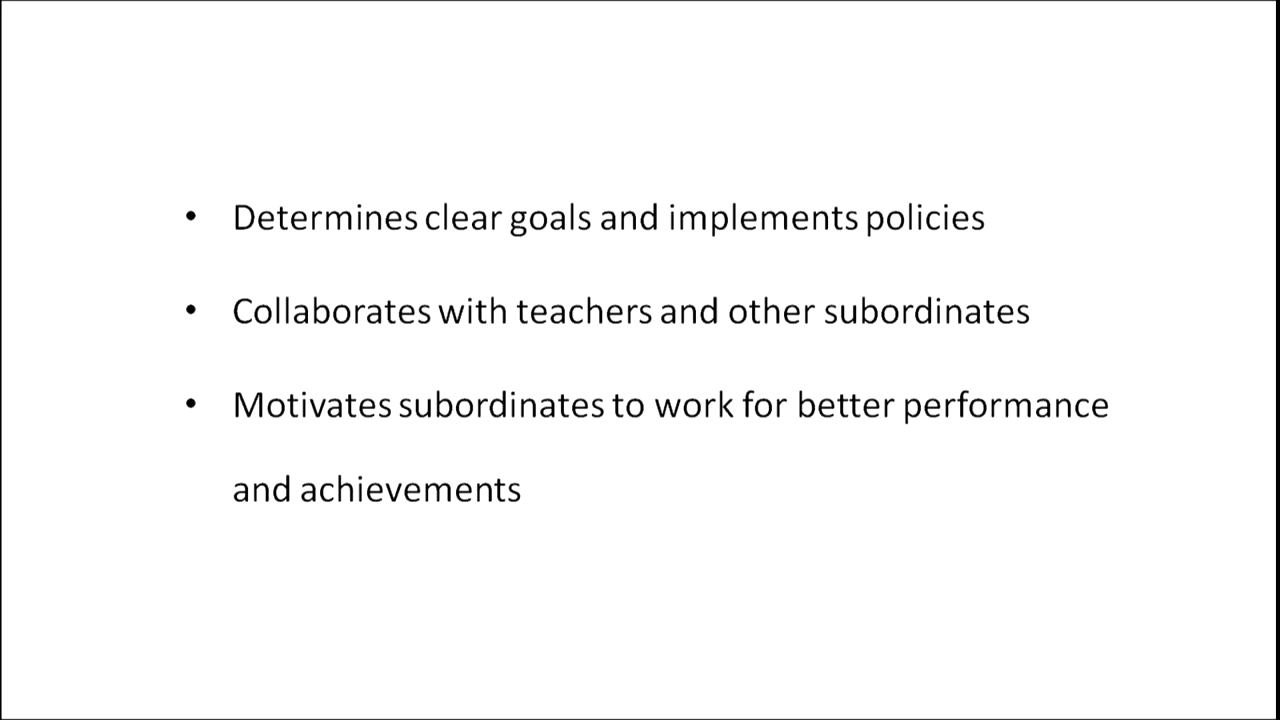 • Determines clear goals and implements policies
• Collaborates with teachers and other subordinates
• Motivates subordinates to work for better performance
and achievements